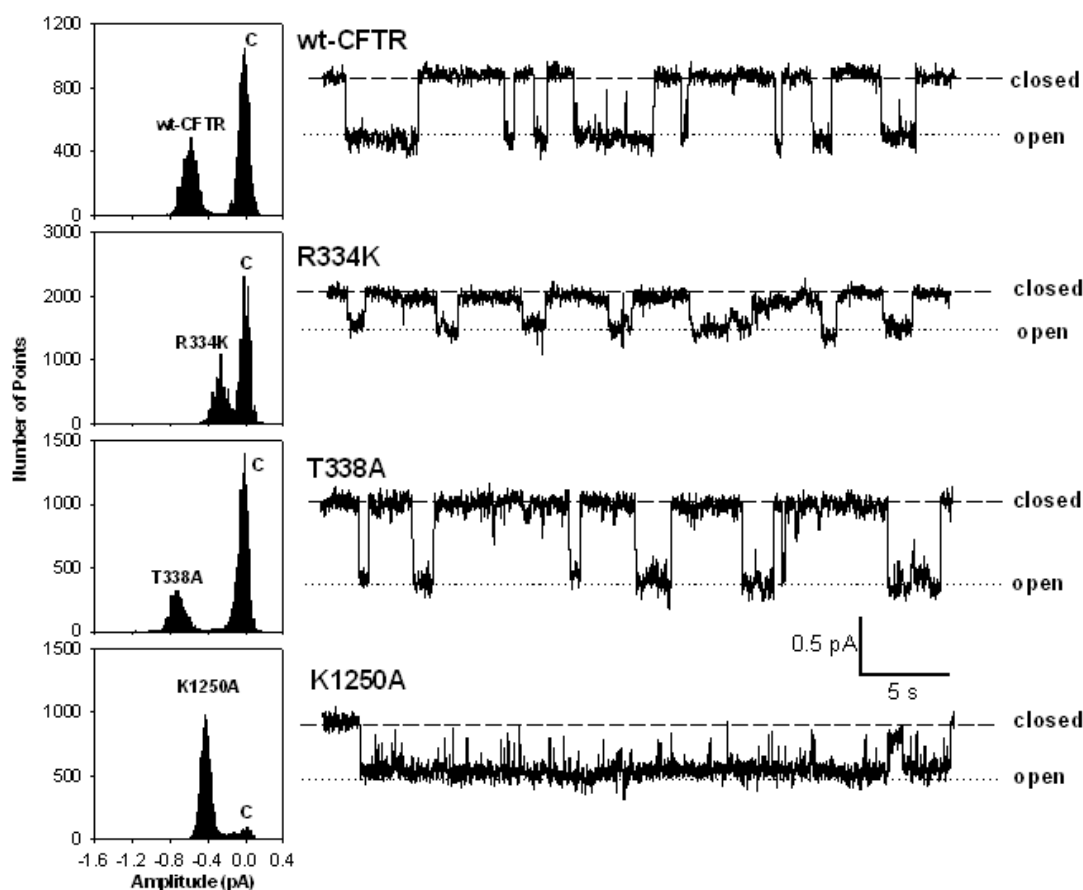 Number of Points
1200
800
400
0
wt-CFTR
C
wt-CFTR
closed
open
3000
2000
1000
0
R334K
C
R334K
closed
open
1500
1000
500
0
T338A
C
T338A
closed
open
0.5 pA
5 s
1500
1000
500
0
K1250A
C
K1250A
closed
open
-1.6 -1.2 -0.8 -0.4 0.0 0.4
Amplitude (pA)